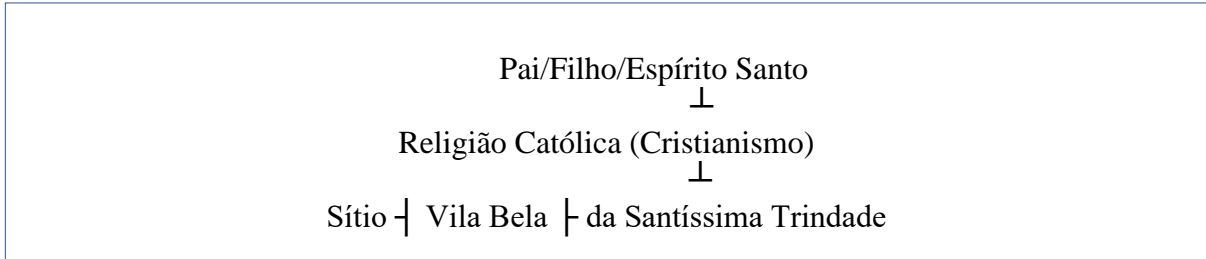 Pai/Filho/Espírito Santo
┴
Religião Católica (Cristianismo)
┴
Sítio ┤ Vila Bela ├ da Santíssima Trindade